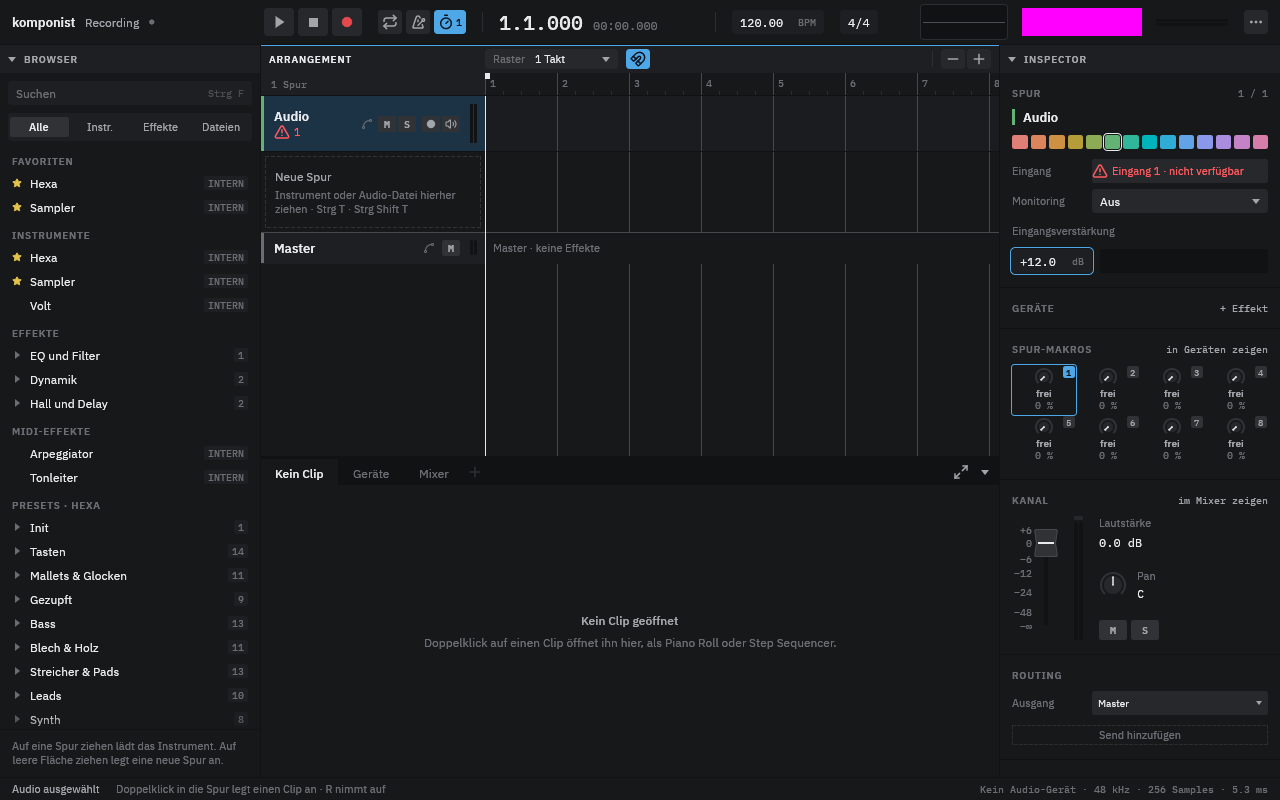 komponist Recording
1
1.1.000 00:00.000
120.00 BPM
4/4
BROWSER
Suchen Strg F
Alle Instr. Effekte Dateien
FAVORITEN
Hexa INTERN
Sampler INTERN
INSTRUMENTE
Hexa INTERN
Sampler INTERN
Volt INTERN
EFFEKTE
EQ und Filter 1
Dynamik 2
Hall und Delay 2
MIDI-EFFEKTE
Arpeggiator INTERN
Tonleiter INTERN
PRESETS · HEXA
Init 1
Tasten 14
Mallets & Glocken 11
Gezupft 9
Bass 13
Blech & Holz 11
Streicher & Pads 13
Leads 10
Synth 8
Auf eine Spur ziehen lädt das Instrument. Auf
leere Fläche ziehen legt eine neue Spur an.
ARRANGEMENT
Raster 1 Takt
1 Spur
1 2 3 4 5 6 7 8
Audio
1
M S
Neue Spur
Instrument oder Audio-Datei hierher
ziehen · Strg T · Strg Shift T
Master M
Master · keine Effekte
Kein Clip Geräte Mixer
Kein Clip geöffnet
Doppelklick auf einen Clip öffnet ihn hier, als Piano Roll oder Step Sequencer.
INSPECTOR
SPUR 1 / 1
Audio
Eingang Eingang 1 · nicht verfügbar
Monitoring Aus
Eingangsverstärkung
+12.0 dB
GERÄTE + Effekt
SPUR-MAKROS in Geräten zeigen
1 2 3 4
frei frei frei frei
0 % 0 % 0 % 0 %
5 6 7 8
frei frei frei frei
0 % 0 % 0 % 0 %
KANAL im Mixer zeigen
+6
0
−6
−12
−24
−48
−∞
Lautstärke
0.0 dB
Pan
C
M S
ROUTING
Ausgang Master
Send hinzufügen
Audio ausgewählt Doppelklick in die Spur legt einen Clip an · R nimmt auf
Kein Audio-Gerät · 48 kHz · 256 Samples · 5.3 ms